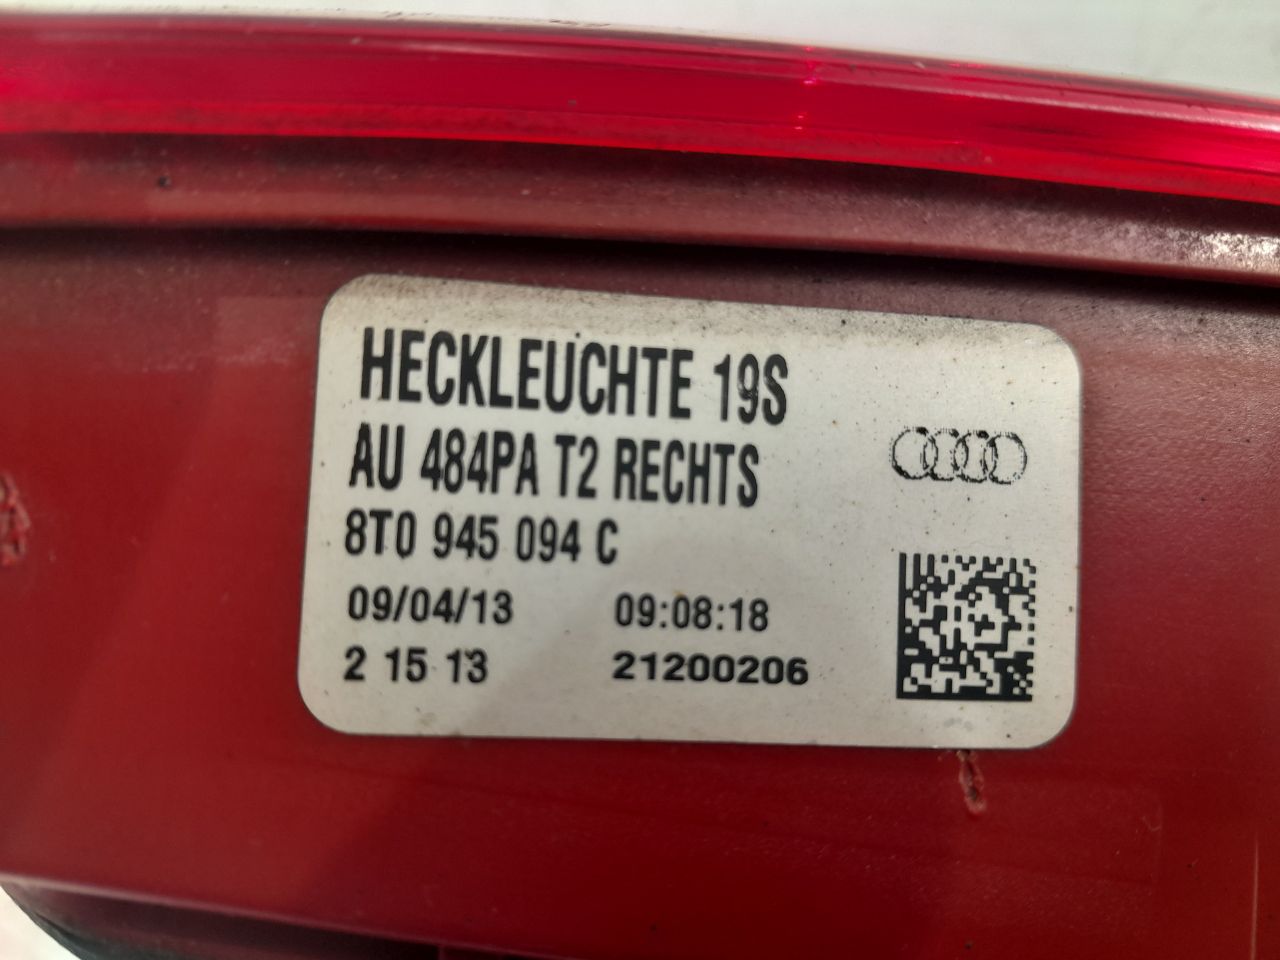 HECKLEUCHTE 19S
AU 484PA T2 RECHTS
8T0 945 094 C
09/04/13 09:08:18
2 15 13 21200206